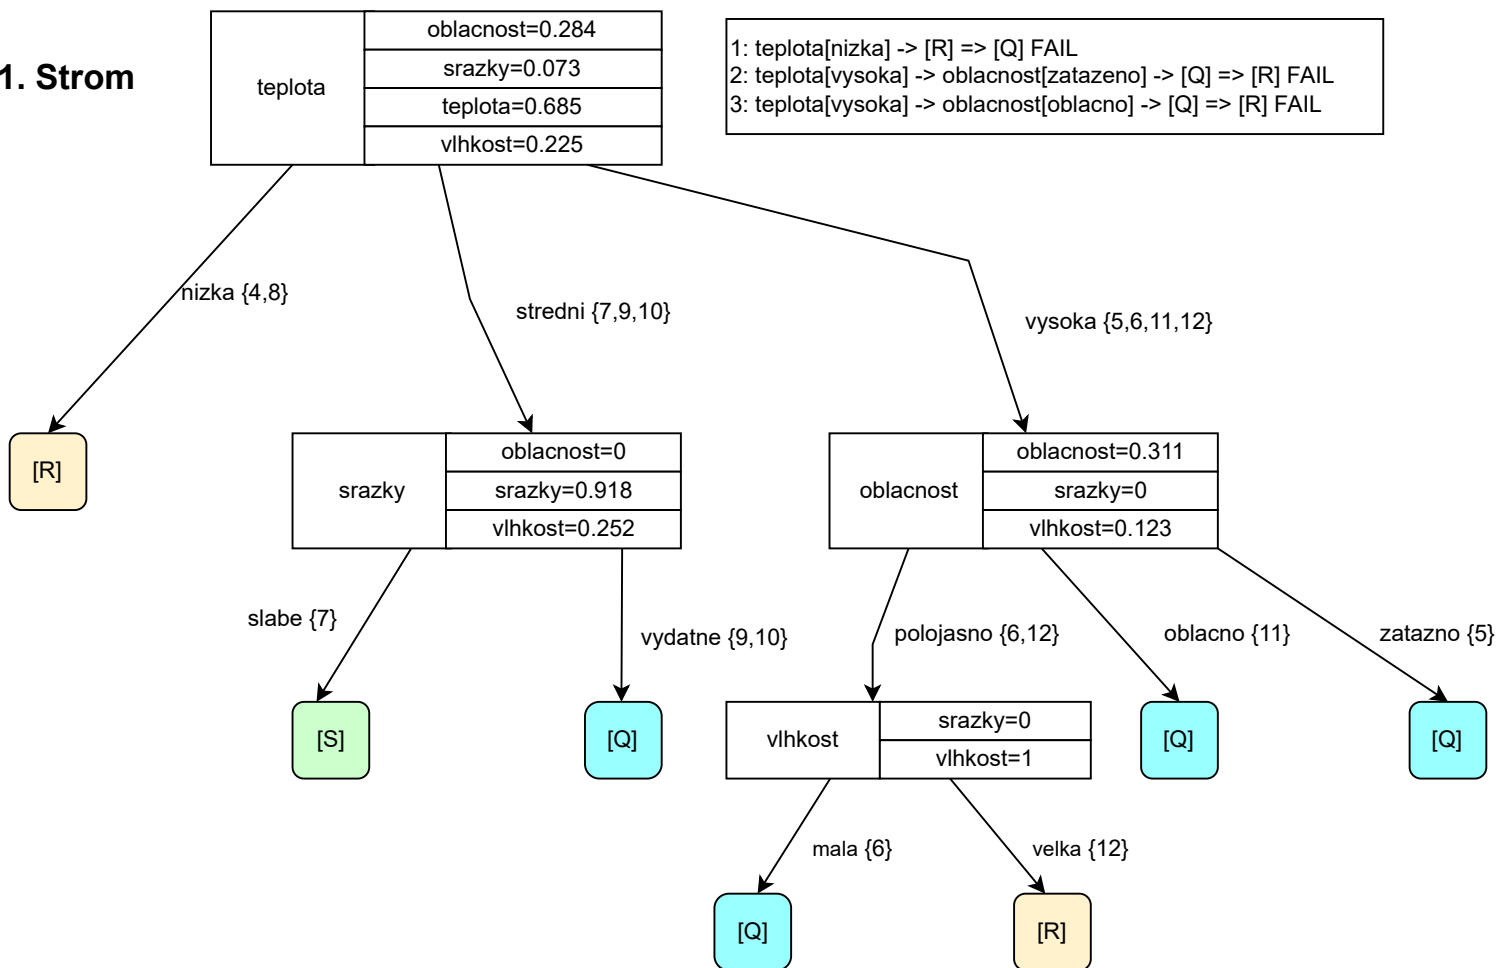 1. Strom
teplota
oblacnost=0.284
srazky=0.073
teplota=0.685
vlhkost=0.225
1: teplota[nizka] -> [R] => [Q] FAIL
2: teplota[vysoka] -> oblacnost[zatazeno] -> [Q] => [R] FAIL
3: teplota[vysoka] -> oblacnost[oblacno] -> [Q] => [R] FAIL
nizka {4,8}
stredni {7,9,10}
vysoka {5,6,11,12}
[R]
srazky
oblacnost=0
srazky=0.918
vlhkost=0.252
oblacnost
oblacnost=0.311
srazky=0
vlhkost=0.123
slabe {7}
vydatne {9,10}
polojasno {6,12}
oblacno {11}
zatazno {5}
[S]
[Q]
vlhkost
srazky=0
vlhkost=1
[Q]
[Q]
mala {6}
velka {12}
[Q]
[R]